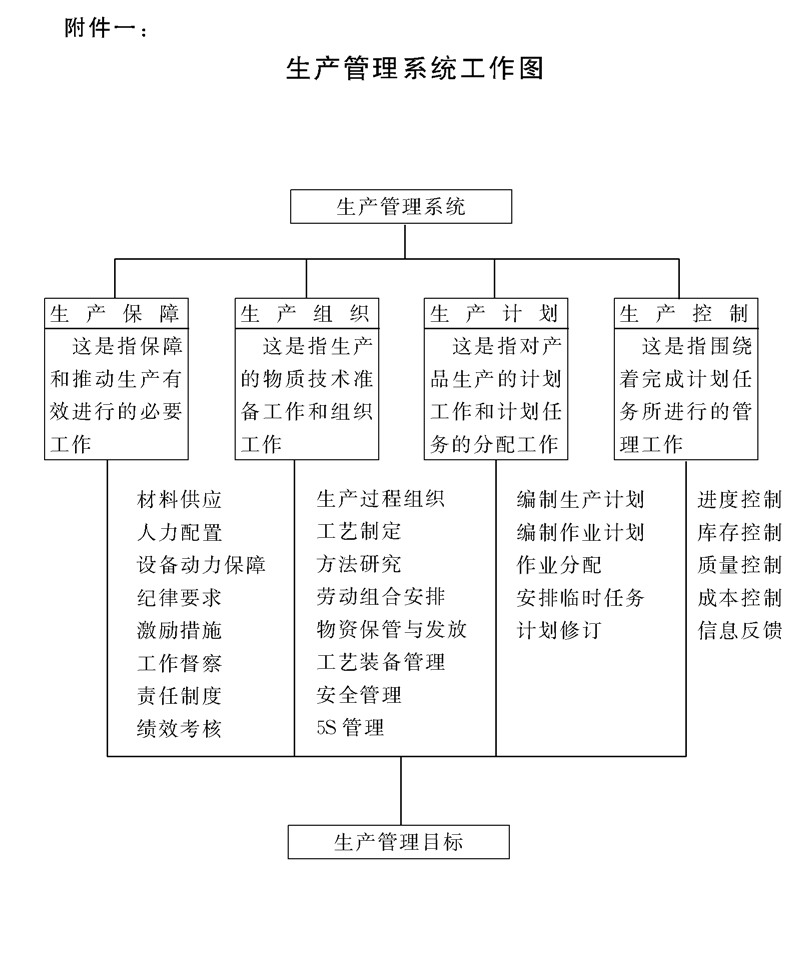 附件一：
生产管理系统工作图
生产管理系统
生产保障
这是指保障
和推动生产有
效进行的必要
工作
生产组织
这是指生产
的物质技术准
备工作和组织
工作
生产计划
这是指对产
品生产的计划
工作和计划任
务的分配工作
生产控制
这是指围绕
着完成计划任
务所进行的管
理工作
材料供应
人力配置
设备动力保障
纪律要求
激励措施
工作督察
责任制度
绩效考核
生产过程组织
工艺制定
方法研究
劳动组合安排
物资保管与发放
工艺装备管理
安全管理
5S管理
编制生产计划
编制作业计划
作业分配
安排临时任务
计划修订
进度控制
库存控制
质量控制
成本控制
信息反馈
生产管理目标